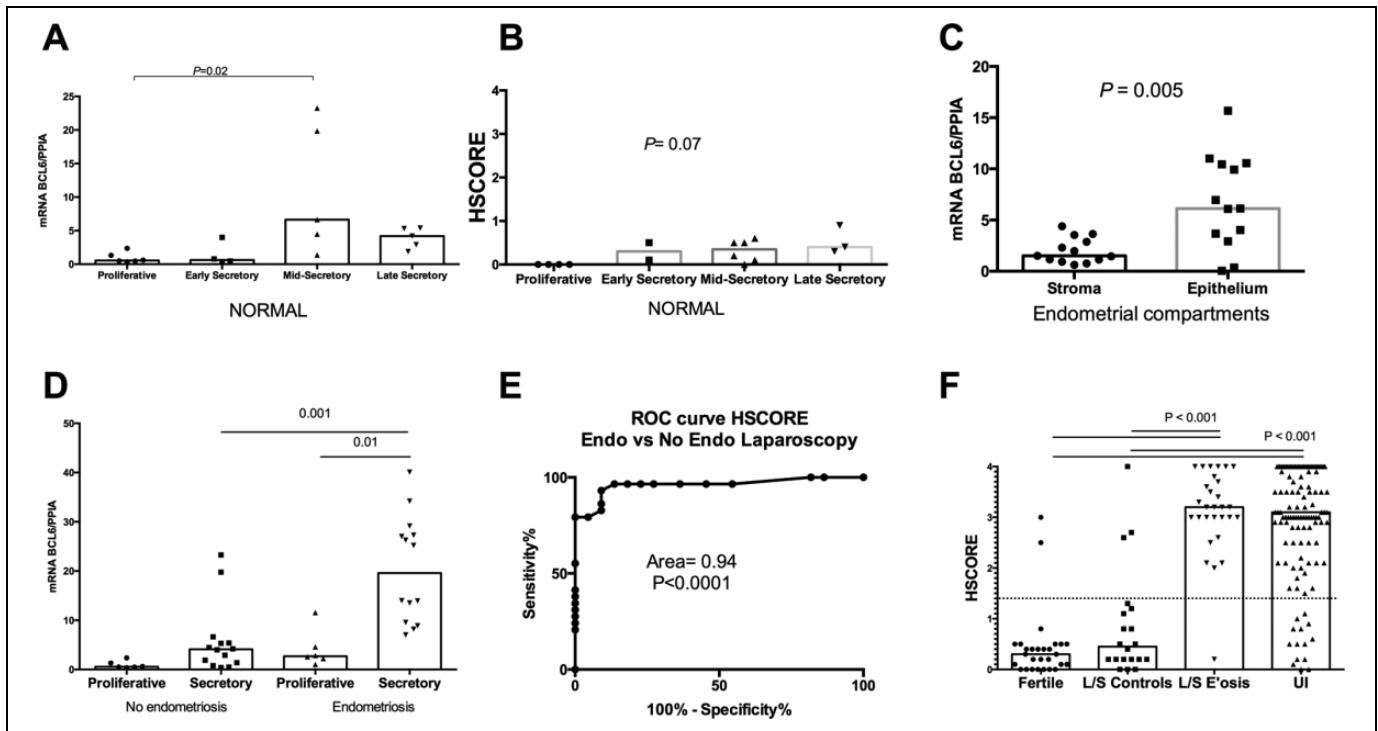 A
P=0.02
25
20
15
10
5
0
mRNA BCL6/PPIA
Proliferative
Early Secretory
Mid-Secretory
Late Secretory
NORMAL
B
4
3
2
1
0
HSCORE
P= 0.07
Proliferative
Early Secretory
Mid-Secretory
Late Secretory
NORMAL
C
20
15
10
5
0
mRNA BCL6/PPIA
P = 0.005
Stroma
Epithelium
Endometrial compartments
D
0.001
0.01
50
40
30
20
10
0
mRNA BCL6/PPIA
Proliferative
Secretory
Proliferative
Secretory
No endometriosis
Endometriosis
E
ROC curve HSCORE
Endo vs No Endo Laparoscopy
100
50
0
Sensitivity%
Area= 0.94
P<0.0001
0
50
100
100% - Specificity%
F
P < 0.001
P < 0.001
4
3
2
1
0
HSCORE
Fertile
L/S Controls
L/S E'osis
UI